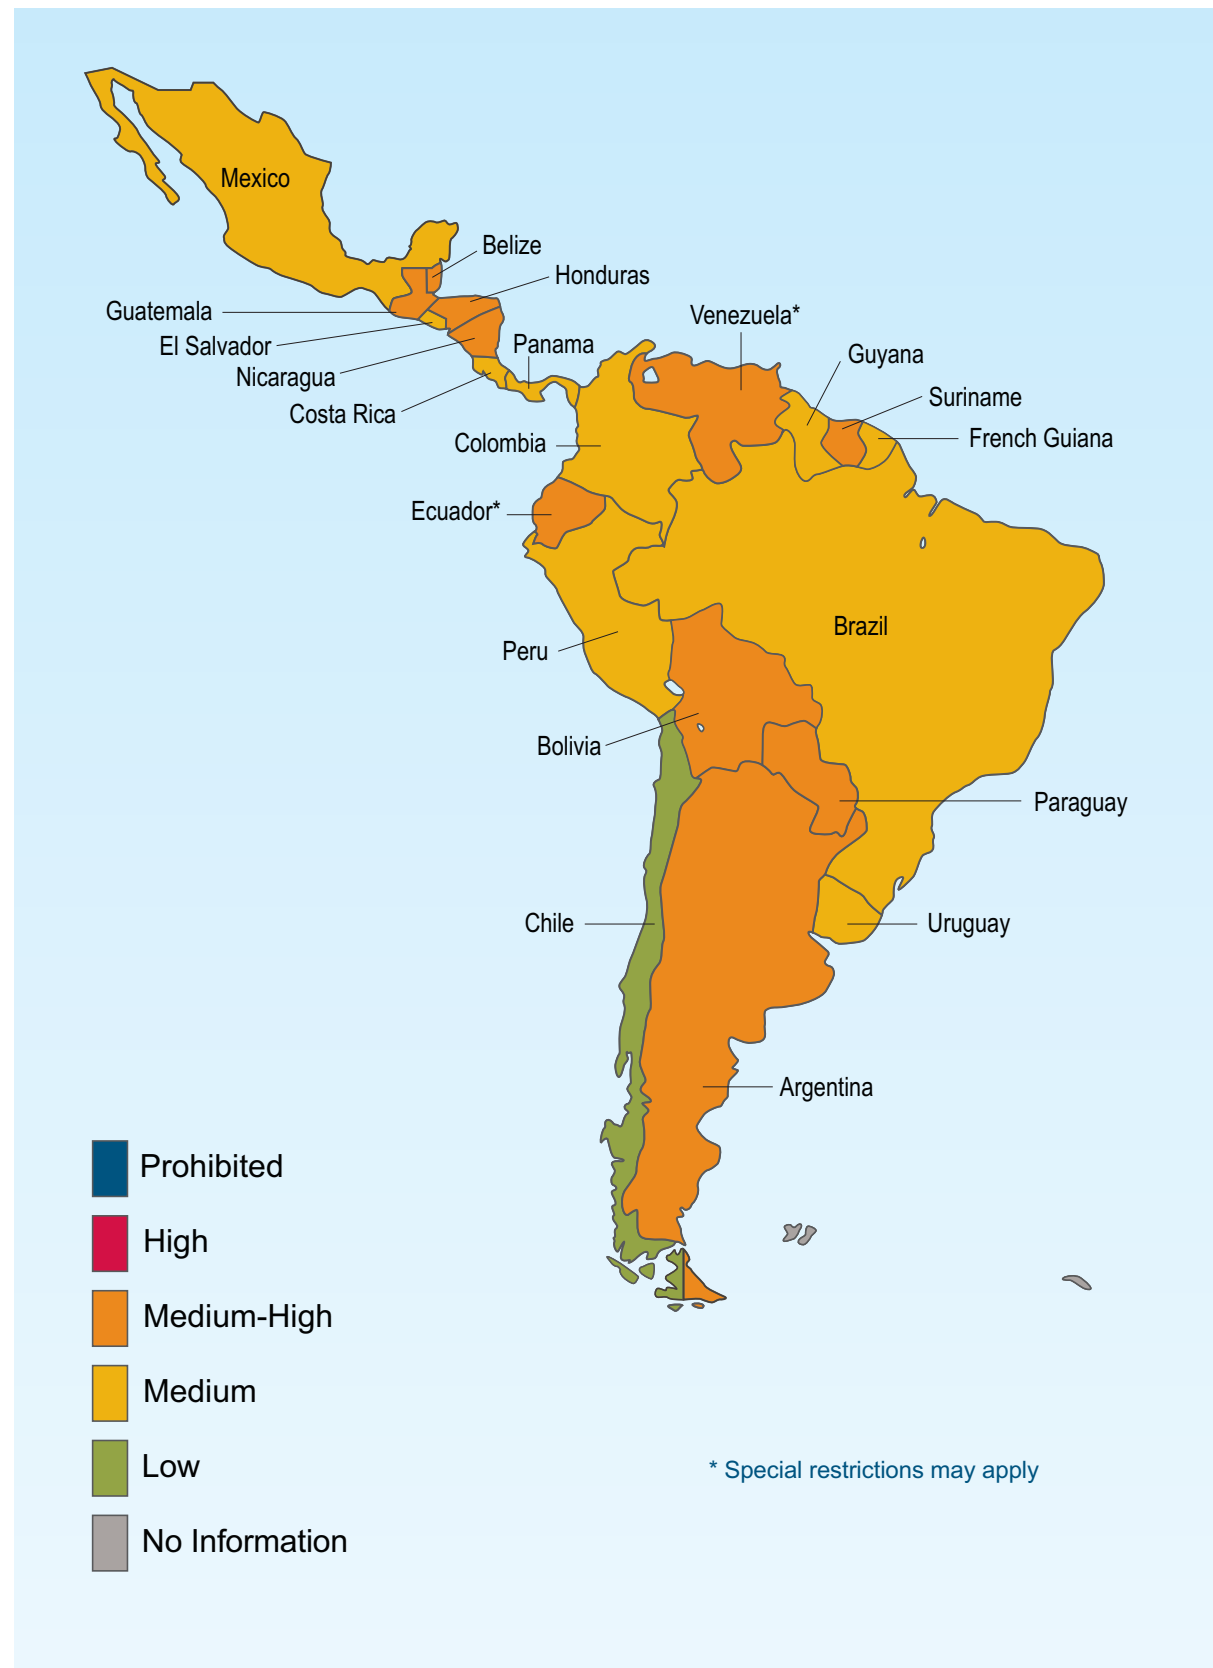 Mexico
Belize
Honduras
Guatemala
Venezuela*
El Salvador
Panama
Guyana
Nicaragua
Suriname
Costa Rica
French Guiana
Colombia
Ecuador*
Brazil
Peru
Bolivia
Paraguay
Chile
Uruguay
Argentina
Prohibited
High
Medium-High
Medium
Low
* Special restrictions may apply
No Information